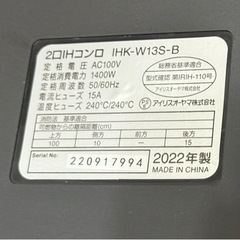 2口IHコンロ IHK-W13S-B
定格電圧 AC100V
定格消費電力 1400W
定格周波数 50/60Hz
電流ヒューズ 15A
温度ヒューズ 240℃/240℃
総務省基準適合
型式確認 第IRIH-110号
アイリスオーヤマ株式会社
消防法 基準適合
可燃物からの離隔距離(cm)
上方 側方 前方 後方
100 10 10
15
Serial No.:
220917994
2022年製
MADE IN CHINA